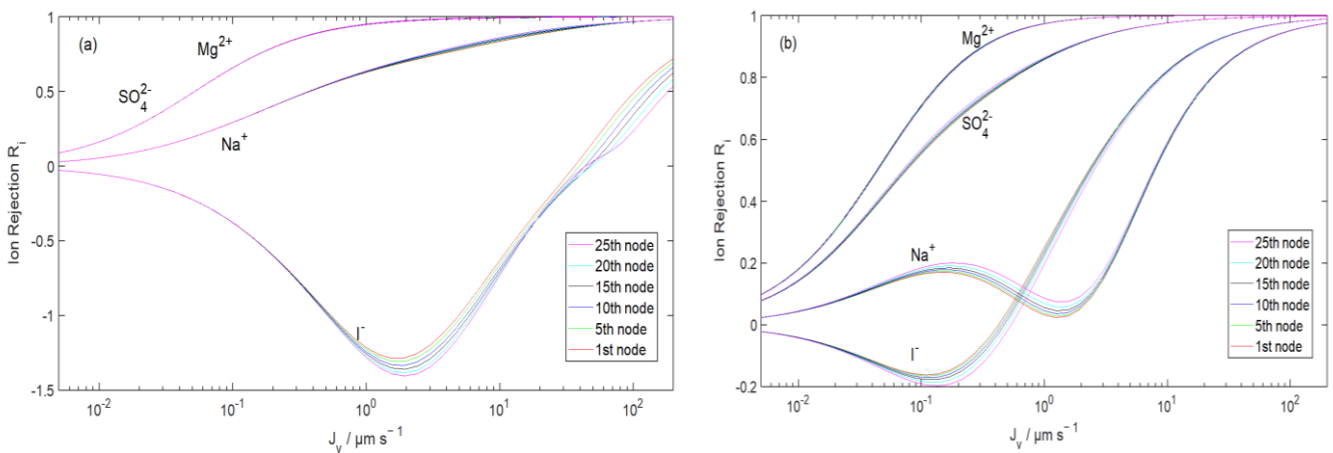 (a)
Mg2+
SO42-
Na+
I-
Ion Rejection Ri
1
0.5
0
-0.5
-1
-1.5
10-2
10-1
100
101
102
Jv / μm s-1
25th node
20th node
15th node
10th node
5th node
1st node
(b)
Mg2+
SO42-
Na+
I-
Ion Rejection Ri
1
0.8
0.6
0.4
0.2
0
-0.2
10-2
10-1
100
101
102
Jv / μm s-1
25th node
20th node
15th node
10th node
5th node
1st node